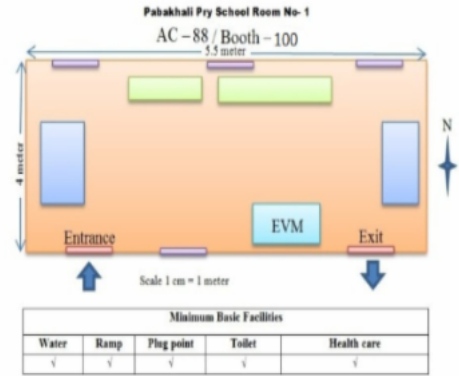 Pabakhali Pry School Room No- 1
AC – 88 / Booth – 100
5.5 meter
4 meter
N
EVM
Entrance
Exit
Scale 1 cm = 1 meter
Minimum Basic Facilities
Water Ramp Plug point Toilet Health care
√ √ √ √ √